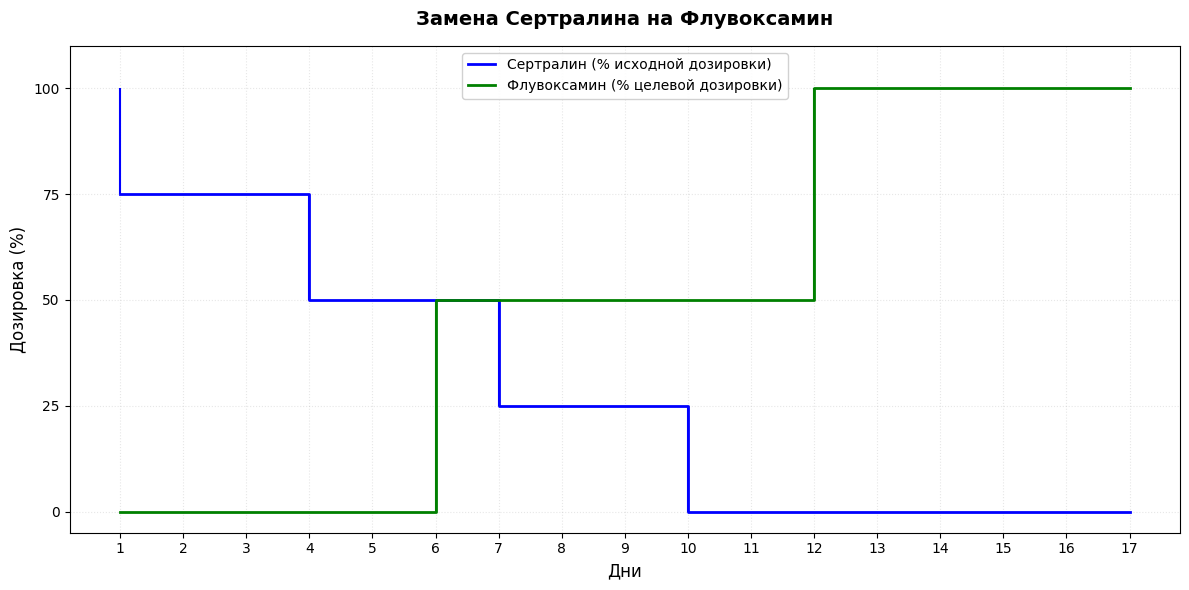 Замена Сертралина на Флувоксамин
Сертралин (% исходной дозировки)
Флувоксамин (% целевой дозировки)
Дозировка (%)
100
75
50
25
0
1 2 3 4 5 6 7 8 9 10 11 12 13 14 15 16 17
Дни